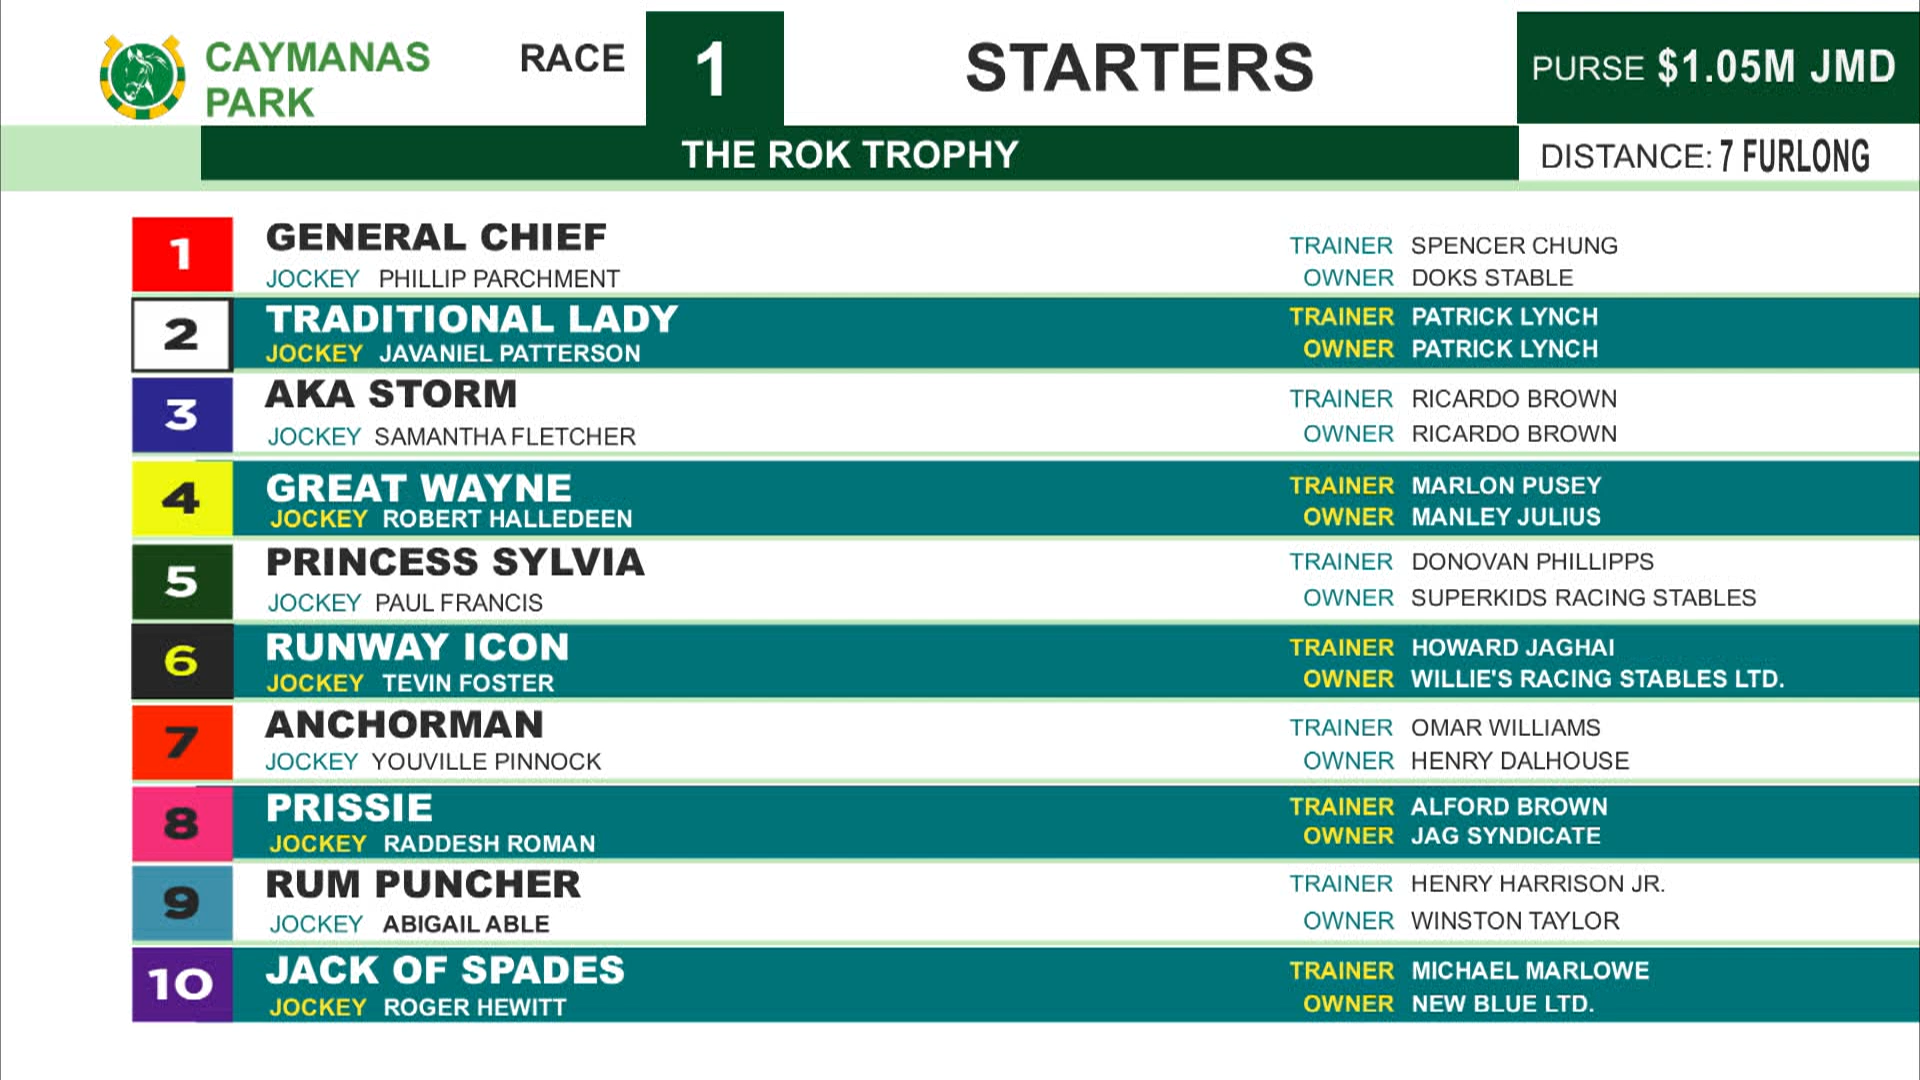 CAYMANAS
PARK
RACE 1 STARTERS PURSE $1.05M JMD
THE ROK TROPHY DISTANCE: 7 FURLONG
1 GENERAL CHIEF
JOCKEY PHILLIP PARCHMENT
TRAINER SPENCER CHUNG
OWNER DOKS STABLE
2 TRADITIONAL LADY
JOCKEY JAVANIEL PATTERSON
TRAINER PATRICK LYNCH
OWNER PATRICK LYNCH
3 AKA STORM
JOCKEY SAMANTHA FLETCHER
TRAINER RICARDO BROWN
OWNER RICARDO BROWN
4 GREAT WAYNE
JOCKEY ROBERT HALLEDEEN
TRAINER MARLON PUSEY
OWNER MANLEY JULIUS
5 PRINCESS SYLVIA
JOCKEY PAUL FRANCIS
TRAINER DONOVAN PHILLIPPS
OWNER SUPERKIDS RACING STABLES
6 RUNWAY ICON
JOCKEY TEVIN FOSTER
TRAINER HOWARD JAGHAI
OWNER WILLIE'S RACING STABLES LTD.
7 ANCHORMAN
JOCKEY YOUVILLE PINNOCK
TRAINER OMAR WILLIAMS
OWNER HENRY DALHOUSE
8 PRISSIE
JOCKEY RADDESH ROMAN
TRAINER ALFORD BROWN
OWNER JAG SYNDICATE
9 RUM PUNCHER
JOCKEY ABIGAIL ABLE
TRAINER HENRY HARRISON JR.
OWNER WINSTON TAYLOR
10 JACK OF SPADES
JOCKEY ROGER HEWITT
TRAINER MICHAEL MARLOWE
OWNER NEW BLUE LTD.